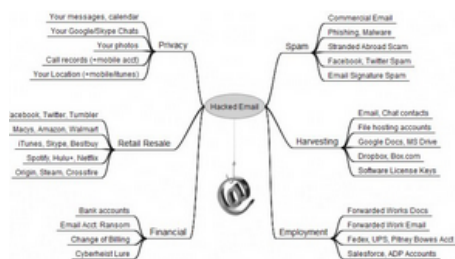 Your messages, calendar
Your Google/Skype Chats
Your photos
Call records (+mobile acct)
Your Location (+mobile/itunes)
Privacy
acebook, Twitter, Tumbler
Macys, Amazon, Walmart
iTunes, Skype, Bestbuy
Spotify, Hulu+, Netflix
Origin, Steam, Crossfire
Retail Resale
Bank accounts
Email Acct Ransom
Change of Billing
Cyberheist Lure
Financial
Hacked Email
Spam
Commercial Email
Phishing, Malware
Stranded Abroad Scam
Facebook, Twitter Spam
Email Signature Spam
Harvesting
Email, Chat contacts
File hosting accounts
Google Docs, MS Drive
Dropbox, Box.com
Software License Keys
Employment
Forwarded Works Docs
Forwarded Work Email
Fedex, UPS, Pitney Bowes Acct
Salesforce, ADP Accounts
@